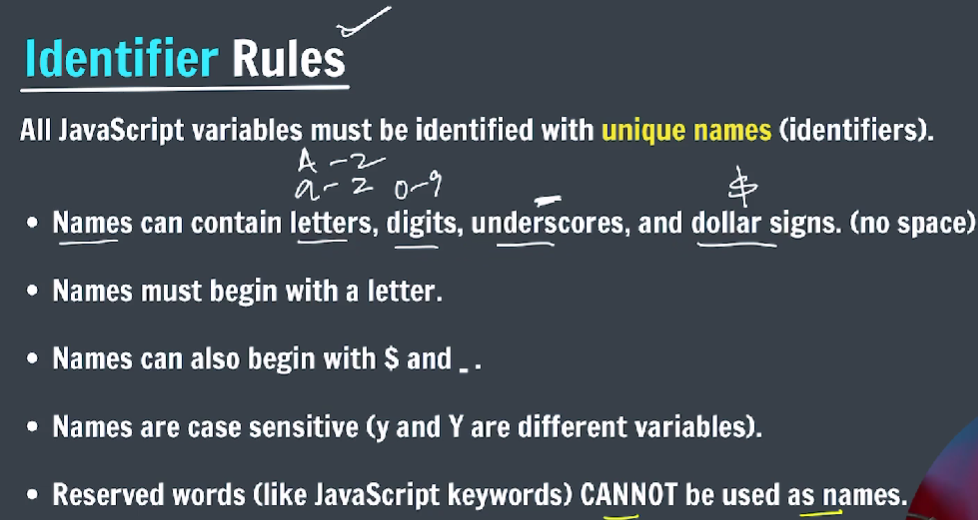 Identifier Rules
All JavaScript variables must be identified with unique names (identifiers).
A - Z
a - z 0-9 $
• Names can contain letters, digits, underscores, and dollar signs. (no space)
• Names must begin with a letter.
• Names can also begin with $ and _ .
• Names are case sensitive (y and Y are different variables).
• Reserved words (like JavaScript keywords) CANNOT be used as names.